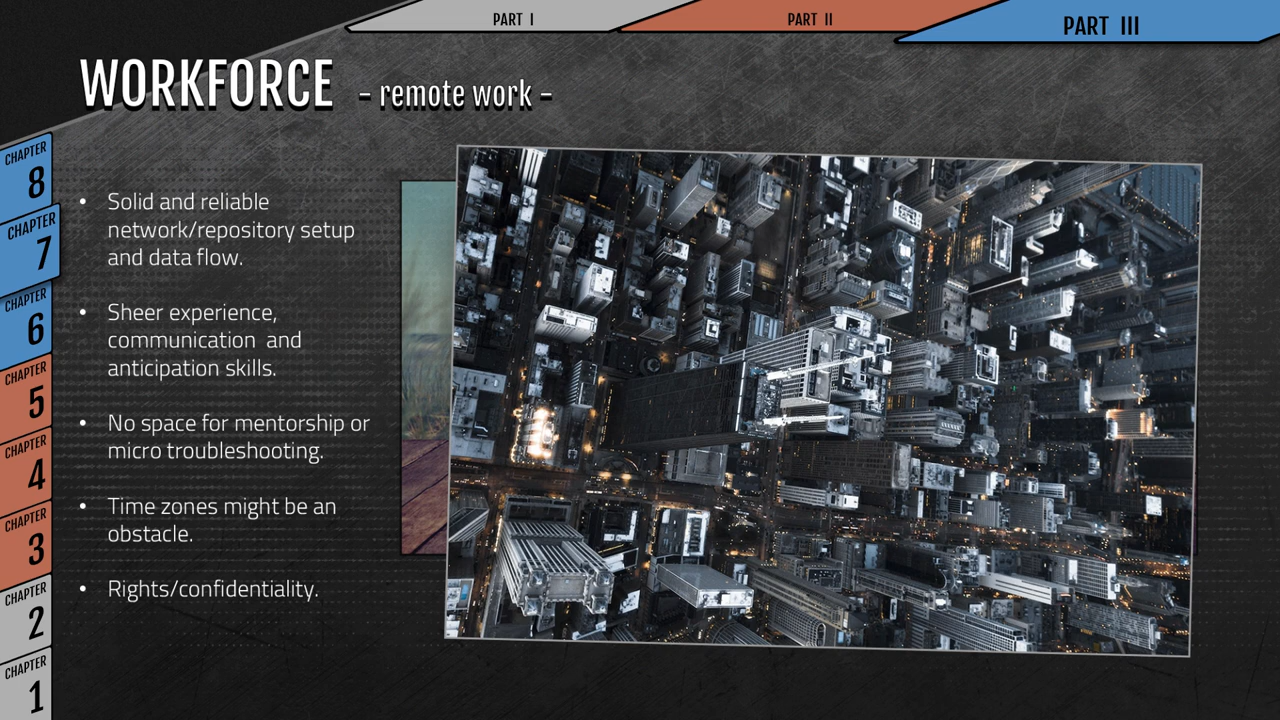 PART I
PART II
PART III
WORKFORCE – remote work –
CHAPTER
8
CHAPTER
7
CHAPTER
6
CHAPTER
5
CHAPTER
4
CHAPTER
3
CHAPTER
2
CHAPTER
1
• Solid and reliable
network/repository setup
and data flow.
• Sheer experience,
communication and
anticipation skills.
• No space for mentorship or
micro troubleshooting.
• Time zones might be an
obstacle.
• Rights/confidentiality.